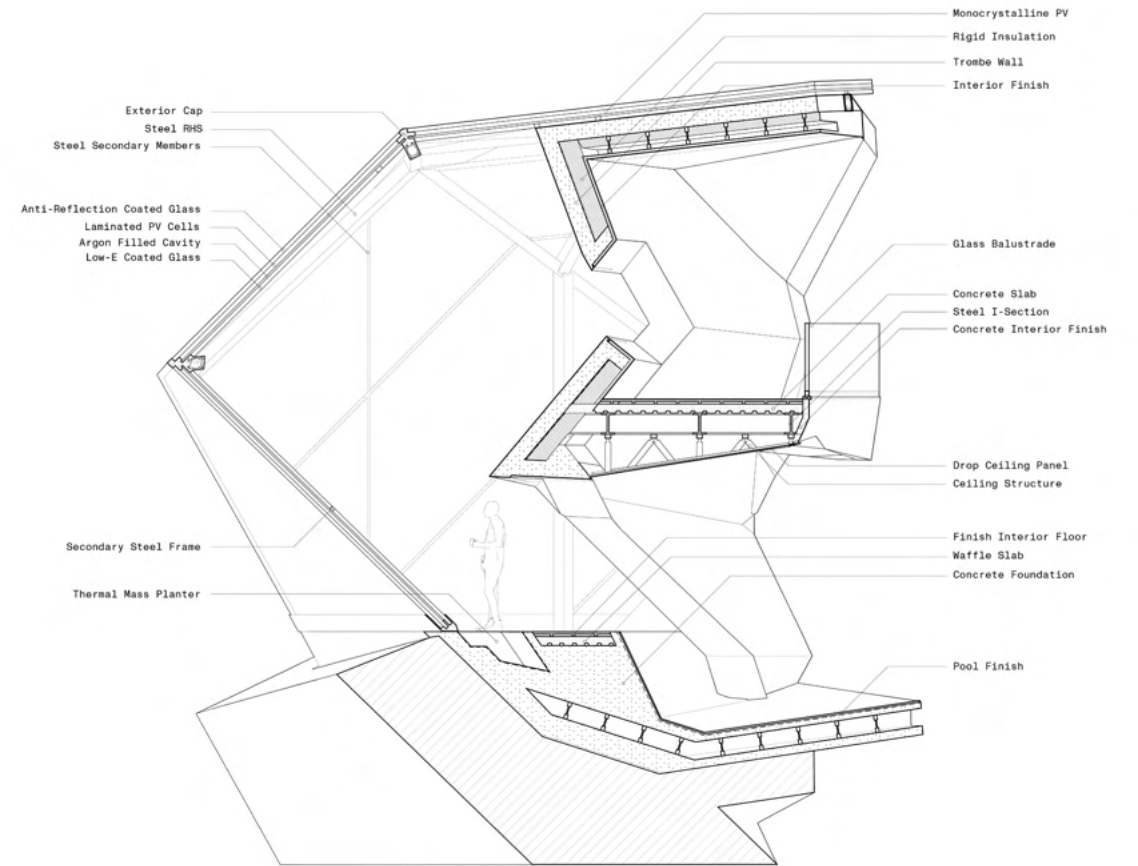 Monocrystalline PV
Rigid Insulation
Trombe Wall
Interior Finish
Exterior Cap
Steel RHS
Steel Secondary Members
Anti-Reflection Coated Glass
Laminated PV Cells
Argon Filled Cavity
Low-E Coated Glass
Glass Balustrade
Concrete Slab
Steel I-Section
Concrete Interior Finish
Drop Ceiling Panel
Ceiling Structure
Secondary Steel Frame
Finish Interior Floor
Waffle Slab
Concrete Foundation
Thermal Mass Planter
Pool Finish